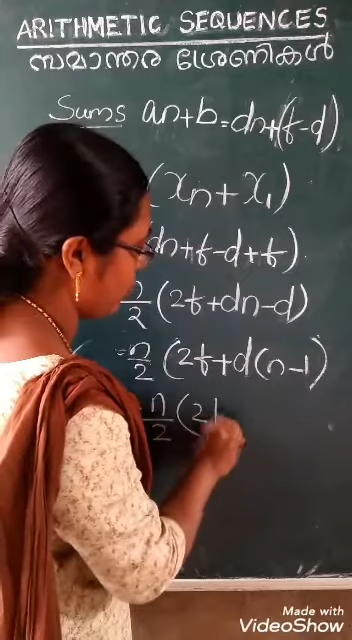 ARITHMETIC SEQUENCES
സമാന്തര ശ്രേണികൾ
Sums an+b=dn+(f-d)
(xn+x1)
dn+f-d+f)
n/2 (2f+dn-d)
=n/2 (2f+d(n-1)
n/2 (2
Made with
VideoShow